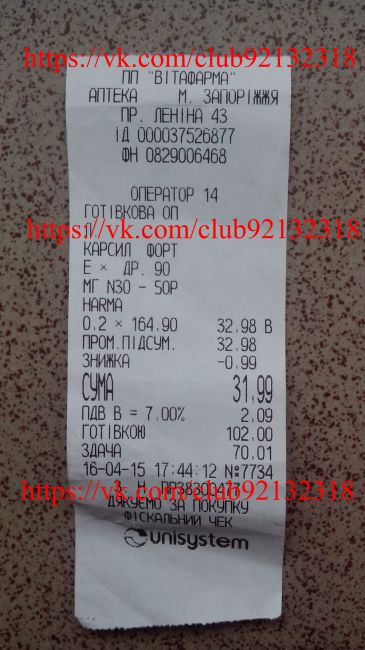 https://vk.com/club92132318
ПП "ВІТАФАРМА"
АПТЕКА М. ЗАПОРІЖЖЯ
ПР. ЛЕНІНА 43
ІД 000037526877
ФН 0829006468
ОПЕРАТОР 14
ГОТІВКОВА ОП
https://vk.com/club92132318
КАРСИЛ ФОРТ
Е × ДР. 90
МГ N30 - SOP
HARMA
0.2 × 164.90 32.98 В
ПРОМ.ПІДСУМ. 32.98
ЗНИЖКА -0.99
СУМА 31,99
ПДВ В = 7.00% 2.09
ГОТІВКОЮ 102.00
ЗДАЧА 70.01
16-04-15 17:44:12 №7734
https://vk.com/club92132318
ДЯКУЄМО ЗА ПОКУПКУ
ФІСКАЛЬНИЙ ЧЕК
unisystem